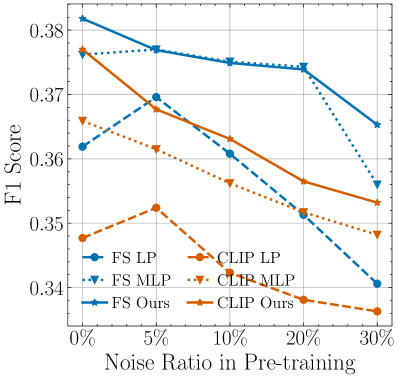 0.38
0.37
0.36
0.35
0.34
F1 Score
FS LP
FS MLP
FS Ours
CLIP LP
CLIP MLP
CLIP Ours
0% 5% 10% 20% 30%
Noise Ratio in Pre-training